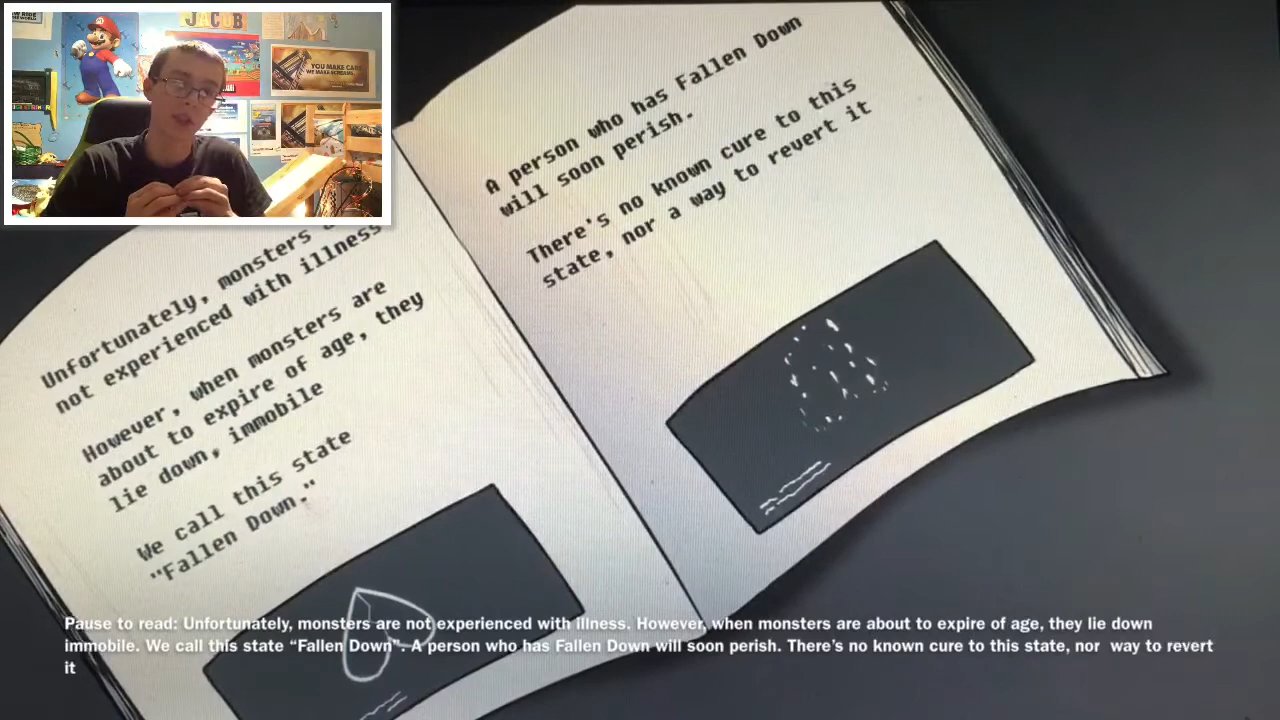 JACOB
YOU MAKE CARS
WE MAKE SCREAMS.
Unfortunately, monsters
not experienced with illness
However, when monsters are
about to expire of age, they
lie down, immobile
We call this state
"Fallen Down."
A person who has Fallen Down
will soon perish.
There's no known cure to this
state, nor a way to revert it
Pause to read: Unfortunately, monsters are not experienced with illness. However, when monsters are about to expire of age, they lie down
immobile. We call this state “Fallen Down”. A person who has Fallen Down will soon perish. There’s no known cure to this state, nor way to revert
it